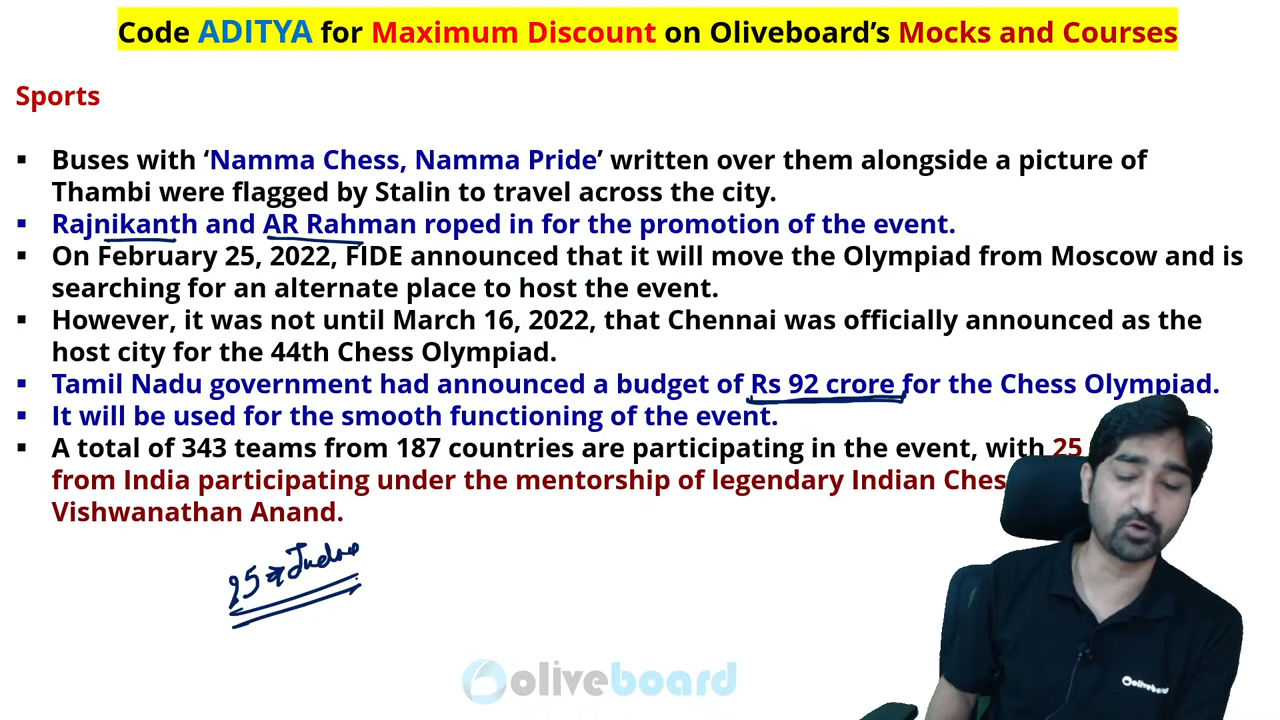 Code ADITYA for Maximum Discount on Oliveboard’s Mocks and Courses
Sports
▪ Buses with ‘Namma Chess, Namma Pride’ written over them alongside a picture of
Thambi were flagged by Stalin to travel across the city.
▪ Rajnikanth and AR Rahman roped in for the promotion of the event.
▪ On February 25, 2022, FIDE announced that it will move the Olympiad from Moscow and is
searching for an alternate place to host the event.
▪ However, it was not until March 16, 2022, that Chennai was officially announced as the
host city for the 44th Chess Olympiad.
▪ Tamil Nadu government had announced a budget of Rs 92 crore for the Chess Olympiad.
▪ It will be used for the smooth functioning of the event.
▪ A total of 343 teams from 187 countries are participating in the event, with 25
from India participating under the mentorship of legendary Indian Ches
Vishwanathan Anand.
25
oliveboard
oliveboard